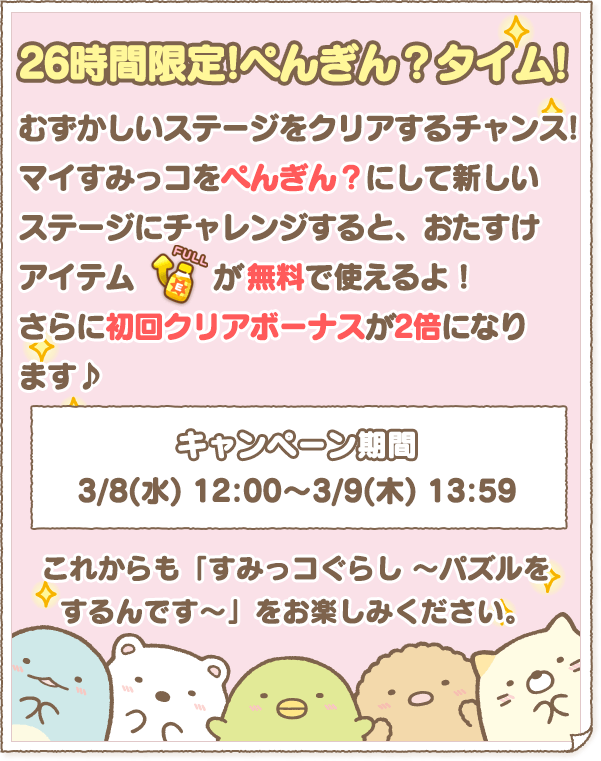 26時間限定!ぺんぎん？タイム!
むずかしいステージをクリアするチャンス!
マイすみっコをぺんぎん？にして新しい
ステージにチャレンジすると、おたすけ
アイテム FULL E が無料で使えるよ！
さらに初回クリアボーナスが2倍になり
ます♪
キャンペーン期間
3/8(水) 12:00〜3/9(木) 13:59
これからも「すみっコぐらし 〜パズルを
するんです〜」をお楽しみください。